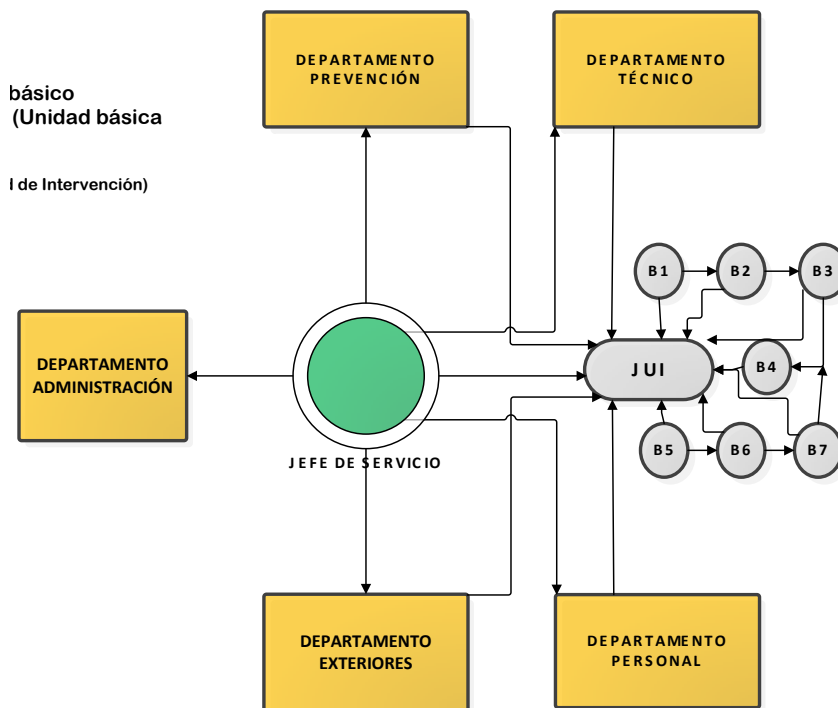 DEPARTAMENTO
PREVENCIÓN
DEPARTAMENTO
TÉCNICO
básico
(Unidad básica
d de Intervención)
B1
B2
B3
DEPARTAMENTO
ADMINISTRACIÓN
JUI
B4
JEFE DE SERVICIO
B5
B6
B7
DEPARTAMENTO
EXTERIORES
DEPARTAMENTO
PERSONAL